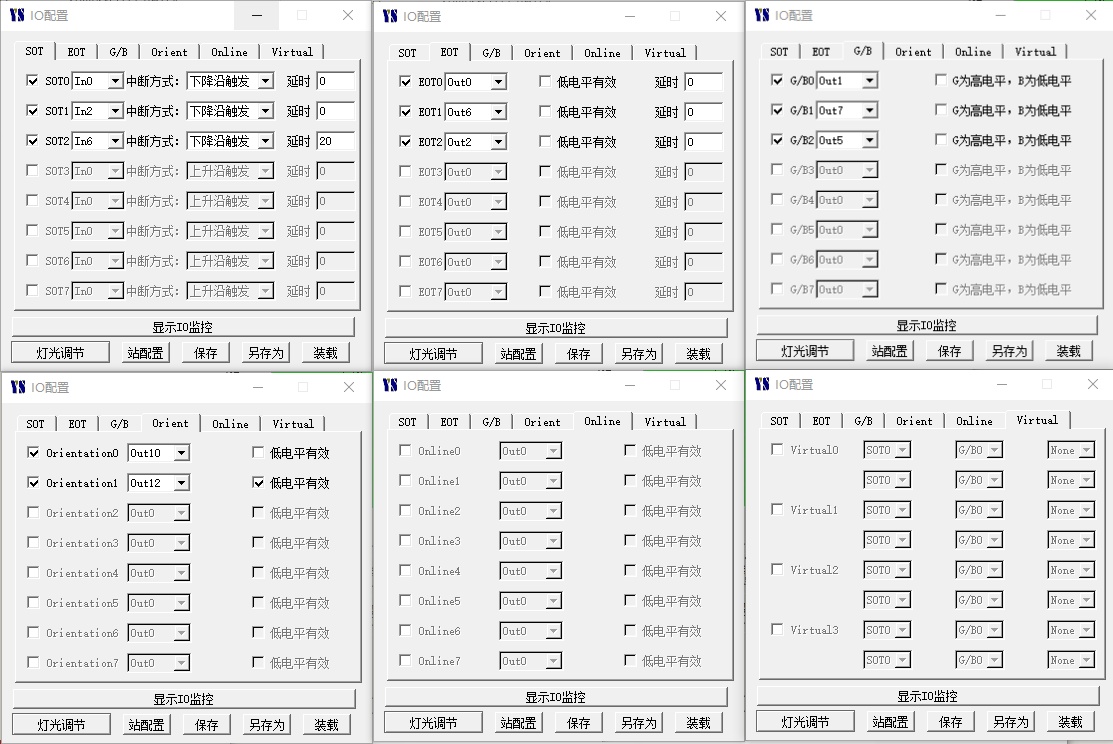 YS IO配置
SOT EOT G/B Orient Online Virtual
SOT0 In0 中断方式: 下降沿触发 延时 0
SOT1 In2 中断方式: 下降沿触发 延时 0
SOT2 In6 中断方式: 下降沿触发 延时 20
SOT3 In0 中断方式: 上升沿触发 延时 0
SOT4 In0 中断方式: 上升沿触发 延时 0
SOT5 In0 中断方式: 上升沿触发 延时 0
SOT6 In0 中断方式: 上升沿触发 延时 0
SOT7 In0 中断方式: 上升沿触发 延时 0
显示IO监控
灯光调节 站配置 保存 另存为 装载
YS IO配置
SOT EOT G/B Orient Online Virtual
EOT0 Out0 低电平有效 延时 0
EOT1 Out6 低电平有效 延时 0
EOT2 Out2 低电平有效 延时 0
EOT3 Out0 低电平有效 延时 0
EOT4 Out0 低电平有效 延时 0
EOT5 Out0 低电平有效 延时 0
EOT6 Out0 低电平有效 延时 0
EOT7 Out0 低电平有效 延时 0
显示IO监控
灯光调节 站配置 保存 另存为 装载
YS IO配置
SOT EOT G/B Orient Online Virtual
G/B0 Out1 G为高电平，B为低电平
G/B1 Out7 G为高电平，B为低电平
G/B2 Out5 G为高电平，B为低电平
G/B3 Out0 G为高电平，B为低电平
G/B4 Out0 G为高电平，B为低电平
G/B5 Out0 G为高电平，B为低电平
G/B6 Out0 G为高电平，B为低电平
G/B7 Out0 G为高电平，B为低电平
显示IO监控
灯光调节 站配置 保存 另存为 装载
YS IO配置
SOT EOT G/B Orient Online Virtual
Orientation0 Out10 低电平有效
Orientation1 Out12 低电平有效
Orientation2 Out0 低电平有效
Orientation3 Out0 低电平有效
Orientation4 Out0 低电平有效
Orientation5 Out0 低电平有效
Orientation6 Out0 低电平有效
Orientation7 Out0 低电平有效
显示IO监控
灯光调节 站配置 保存 另存为 装载
YS IO配置
SOT EOT G/B Orient Online Virtual
Online0 Out0 低电平有效
Online1 Out0 低电平有效
Online2 Out0 低电平有效
Online3 Out0 低电平有效
Online4 Out0 低电平有效
Online5 Out0 低电平有效
Online6 Out0 低电平有效
Online7 Out0 低电平有效
显示IO监控
灯光调节 站配置 保存 另存为 装载
YS IO配置
SOT EOT G/B Orient Online Virtual
Virtual0 SOT0 G/B0 None
SOT0 G/B0 None
Virtual1 SOT0 G/B0 None
SOT0 G/B0 None
Virtual2 SOT0 G/B0 None
SOT0 G/B0 None
Virtual3 SOT0 G/B0 None
SOT0 G/B0 None
显示IO监控
灯光调节 站配置 保存 另存为 装载